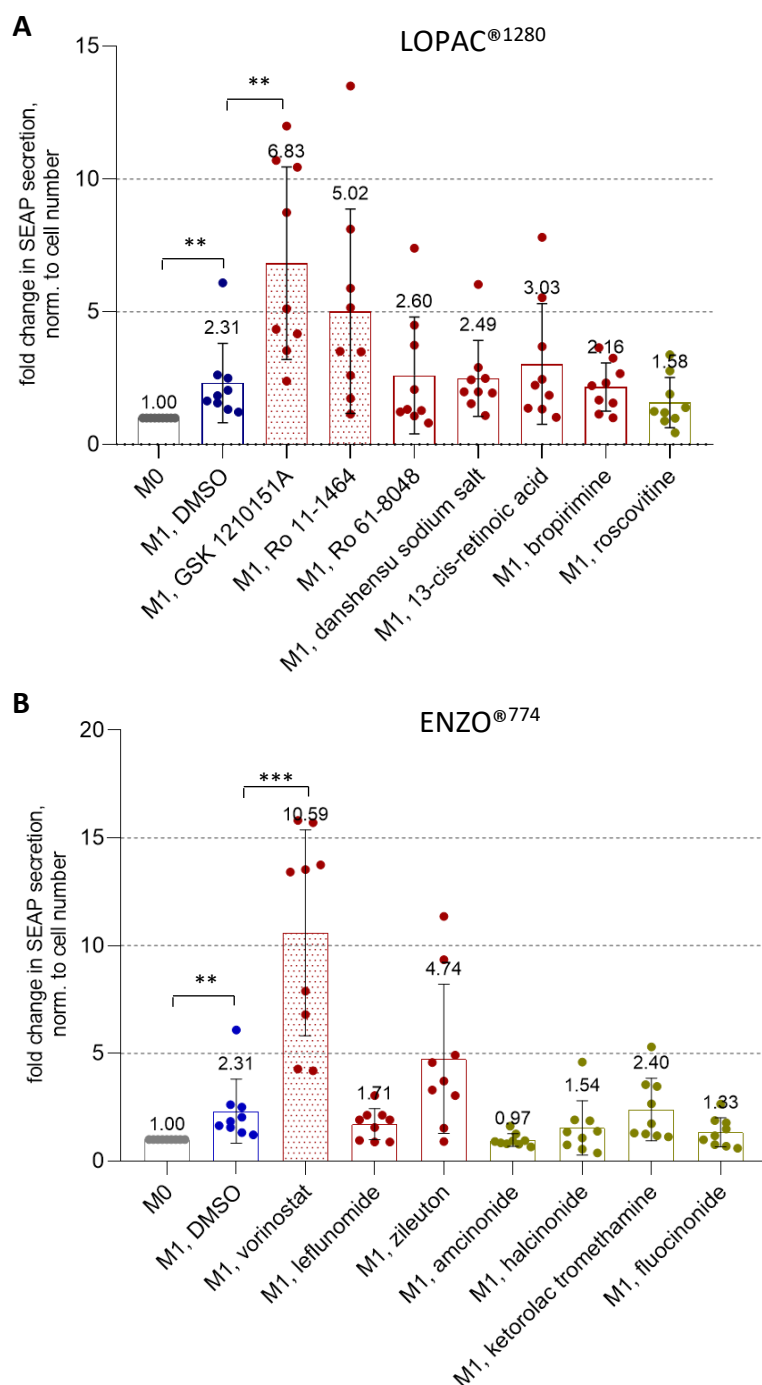 A
LOPAC®1280
fold change in SEAP secretion,
norm. to cell number
15
10
5
0
**
**
1.00
2.31
6.83
5.02
2.60
2.49
3.03
2.16
1.58
M0
M1, DMSO
M1, GSK 1210151A
M1, Ro 11-1464
M1, Ro 61-8048
M1, danshensu sodium salt
M1, 13-cis-retinoic acid
M1, bropirimine
M1, roscovitine
B
ENZO®774
fold change in SEAP secretion,
norm. to cell number
20
15
10
5
0
**
***
1.00
2.31
10.59
1.71
4.74
0.97
1.54
2.40
1.33
M0
M1, DMSO
M1, vorinostat
M1, leflunomide
M1, zileuton
M1, amcinonide
M1, halcinonide
M1, ketorolac tromethamine
M1, fluocinonide